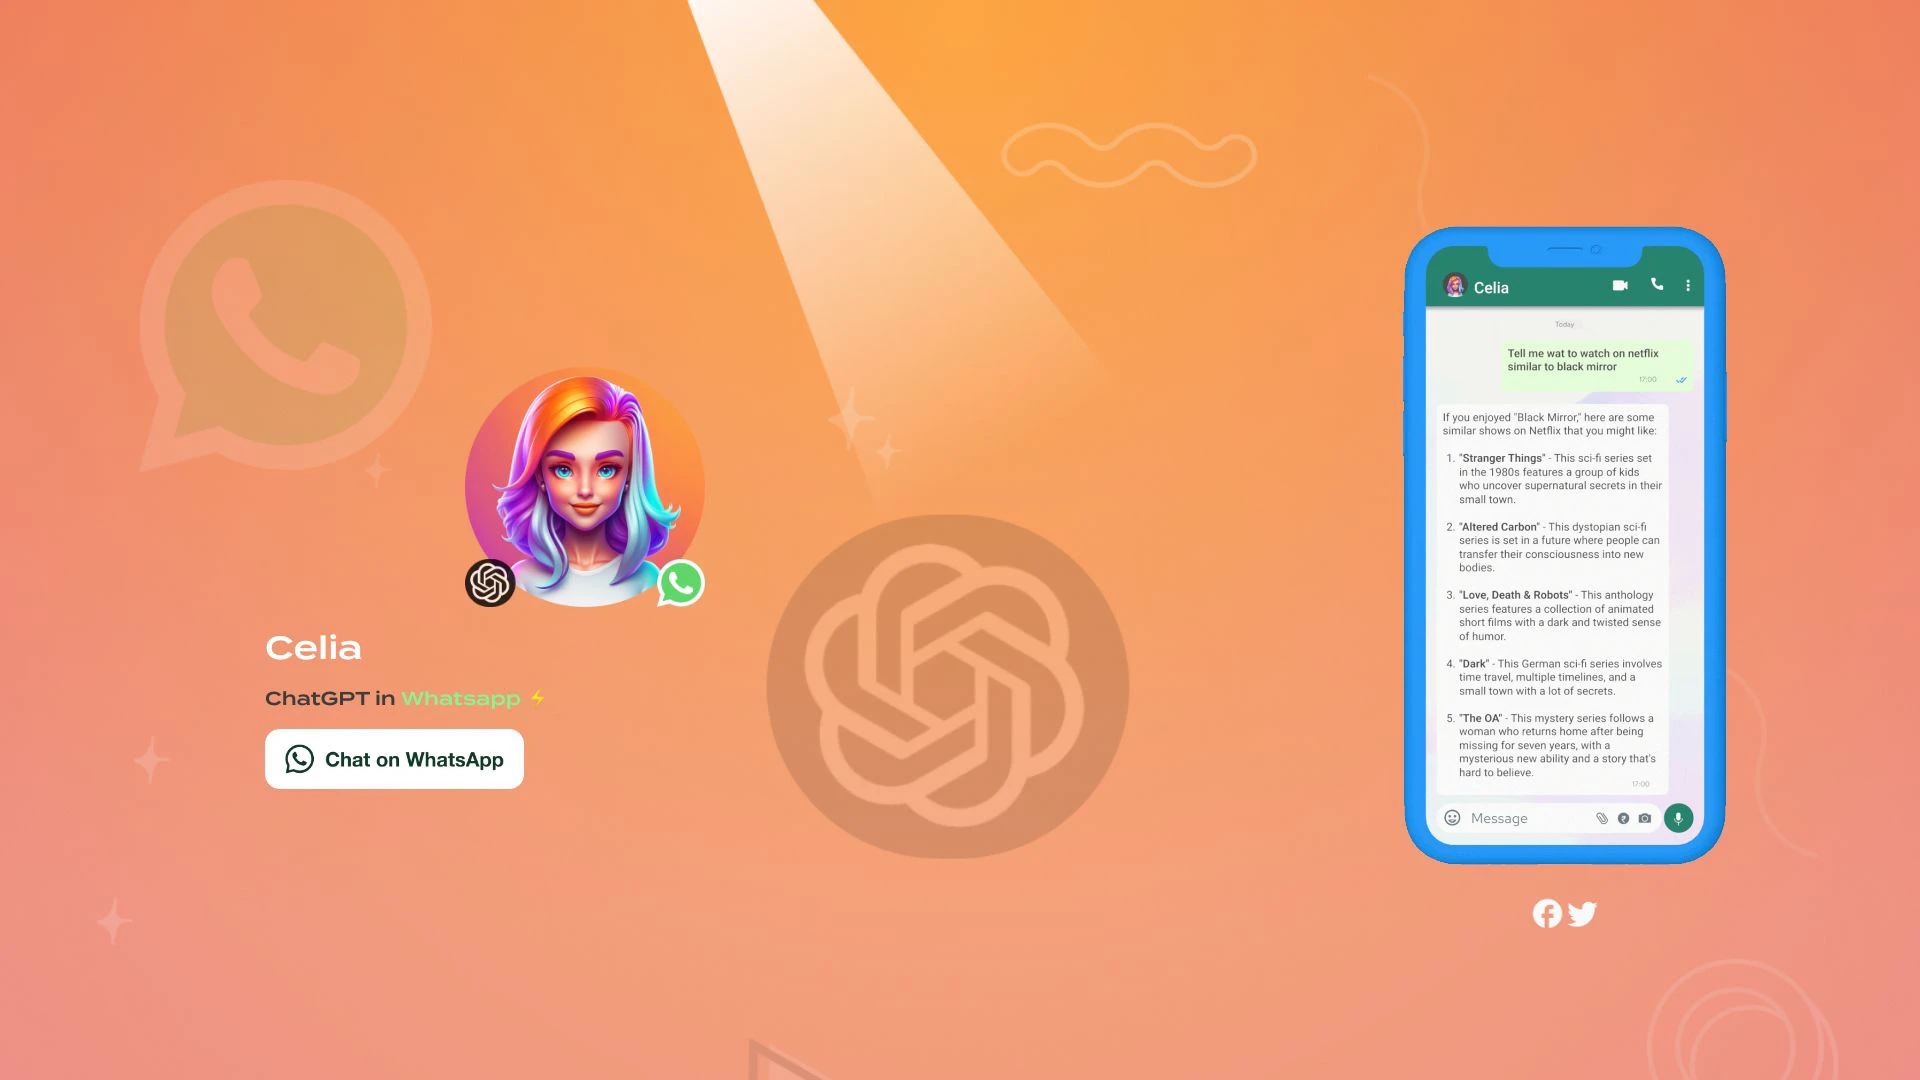 Celia
ChatGPT in Whatsapp ⚡
Chat on WhatsApp
Celia
Today
Tell me wat to watch on netflix
similar to black mirror
17:00
If you enjoyed "Black Mirror," here are some
similar shows on Netflix that you might like:
1. "Stranger Things" - This sci-fi series set
in the 1980s features a group of kids
who uncover supernatural secrets in their
small town.
2. "Altered Carbon" - This dystopian sci-fi
series is set in a future where people can
transfer their consciousness into new
bodies.
3. "Love, Death & Robots" - This anthology
series features a collection of animated
short films with a dark and twisted sense
of humor.
4. "Dark" - This German sci-fi series involves
time travel, multiple timelines, and a
small town with a lot of secrets.
5. "The OA" - This mystery series follows a
woman who returns home after being
missing for seven years, with a
mysterious new ability and a story that's
hard to believe.
17:00
Message